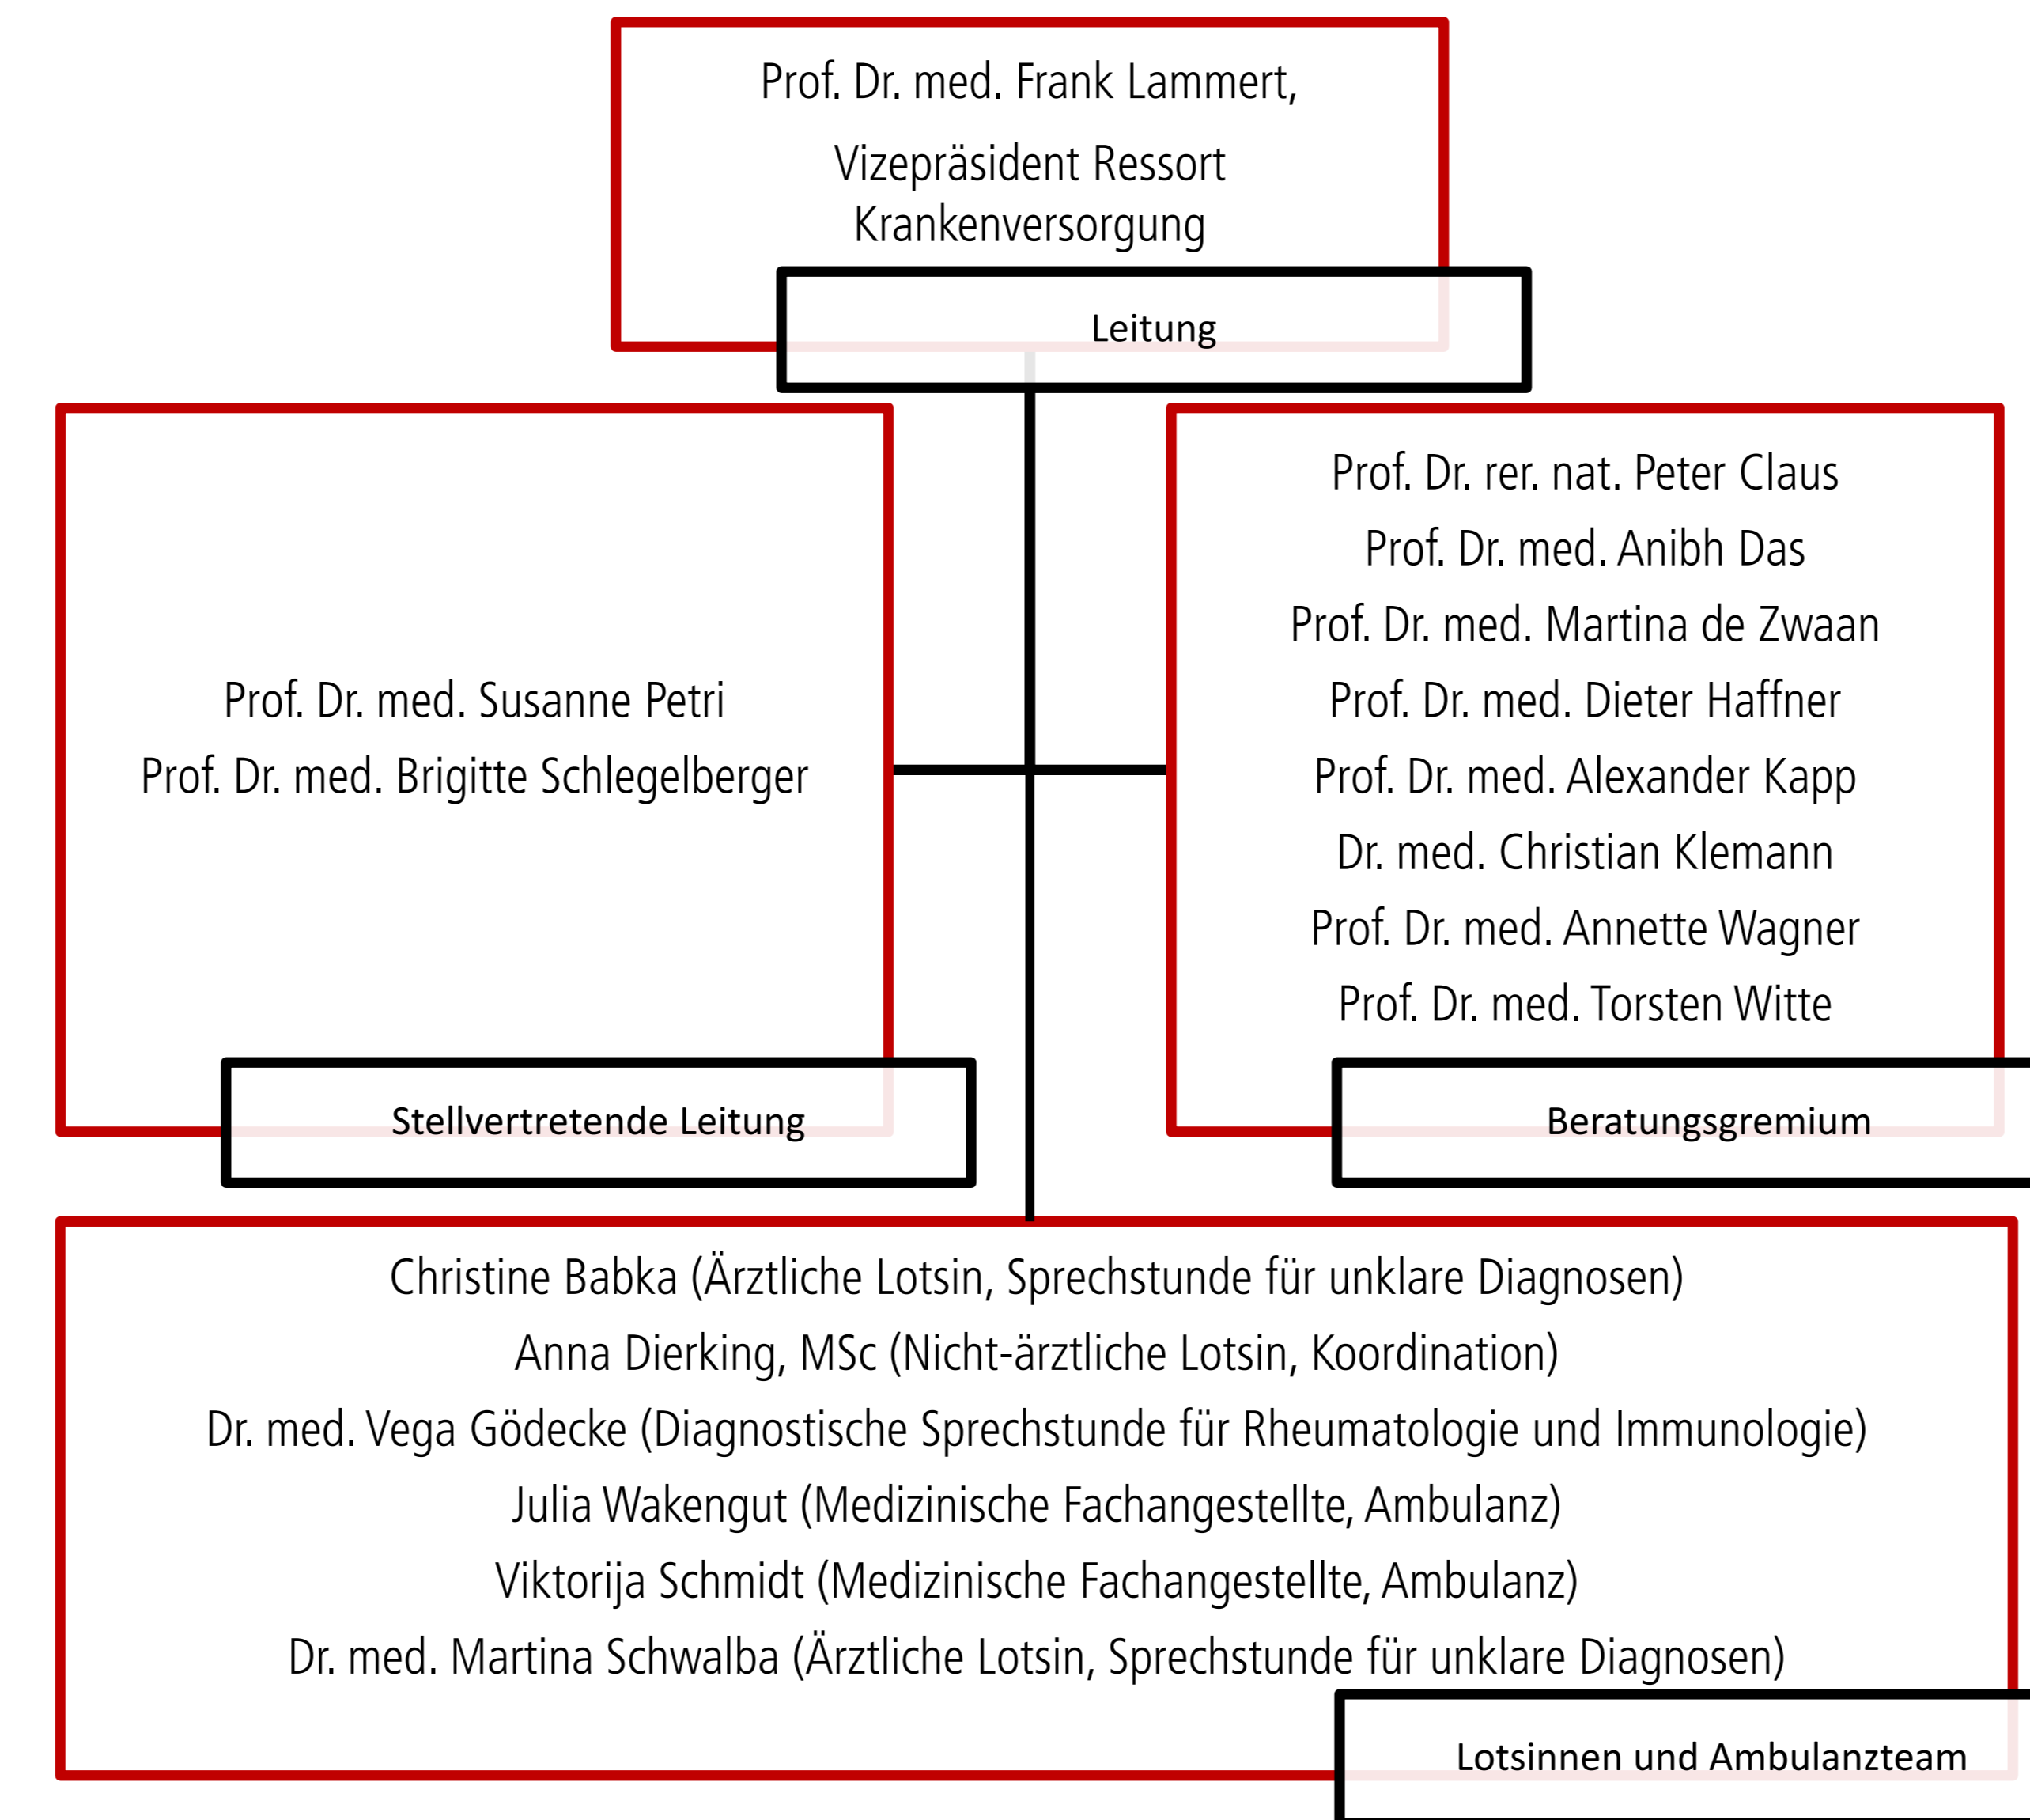 Prof. Dr. med. Frank Lammert,
Vizepräsident Ressort
Krankenversorgung
Leitung
Prof. Dr. med. Susanne Petri
Prof. Dr. med. Brigitte Schlegelberger
Stellvertretende Leitung
Prof. Dr. rer. nat. Peter Claus
Prof. Dr. med. Anibh Das
Prof. Dr. med. Martina de Zwaan
Prof. Dr. med. Dieter Haffner
Prof. Dr. med. Alexander Kapp
Dr. med. Christian Klemann
Prof. Dr. med. Annette Wagner
Prof. Dr. med. Torsten Witte
Beratungsgremium
Christine Babka (Ärztliche Lotsin, Sprechstunde für unklare Diagnosen)
Anna Dierking, MSc (Nicht-ärztliche Lotsin, Koordination)
Dr. med. Vega Gödecke (Diagnostische Sprechstunde für Rheumatologie und Immunologie)
Julia Wakengut (Medizinische Fachangestellte, Ambulanz)
Viktorija Schmidt (Medizinische Fachangestellte, Ambulanz)
Dr. med. Martina Schwalba (Ärztliche Lotsin, Sprechstunde für unklare Diagnosen)
Lotsinnen und Ambulanzteam